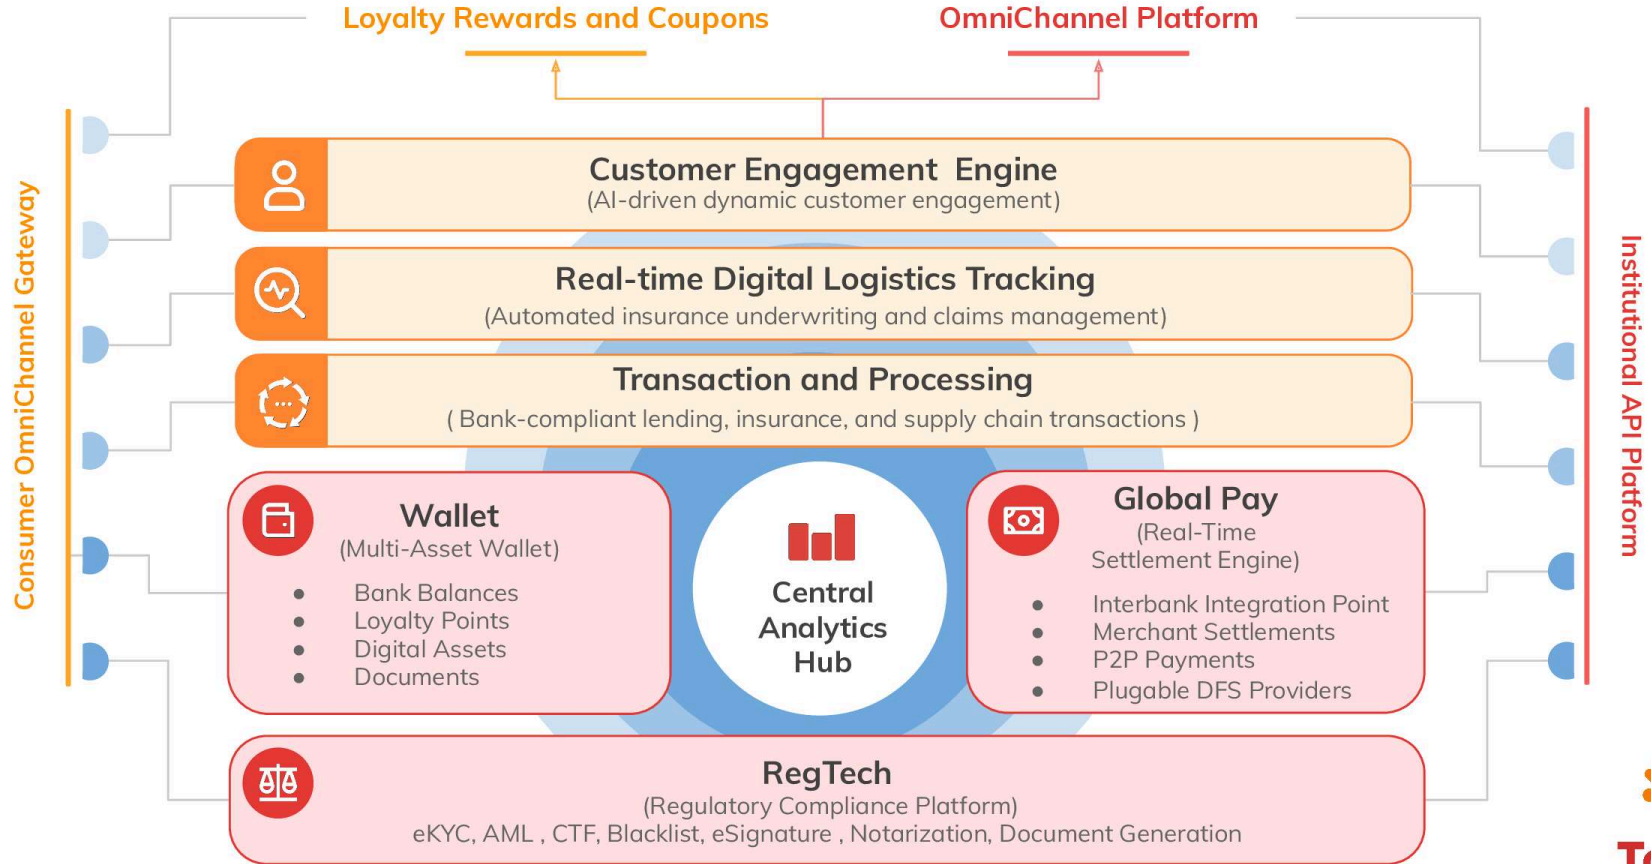 Loyalty Rewards and Coupons
OmniChannel Platform
Consumer OmniChannel Gateway
Customer Engagement Engine
(AI-driven dynamic customer engagement)
Real-time Digital Logistics Tracking
(Automated insurance underwriting and claims management)
Transaction and Processing
( Bank-compliant lending, insurance, and supply chain transactions )
Wallet
(Multi-Asset Wallet)
● Bank Balances
● Loyalty Points
● Digital Assets
● Documents
Central
Analytics
Hub
Global Pay
(Real-Time
Settlement Engine)
● Interbank Integration Point
● Merchant Settlements
● P2P Payments
● Plugable DFS Providers
Institutional API Platform
RegTech
(Regulatory Compliance Platform)
eKYC, AML , CTF, Blacklist, eSignature , Notarization, Document Generation